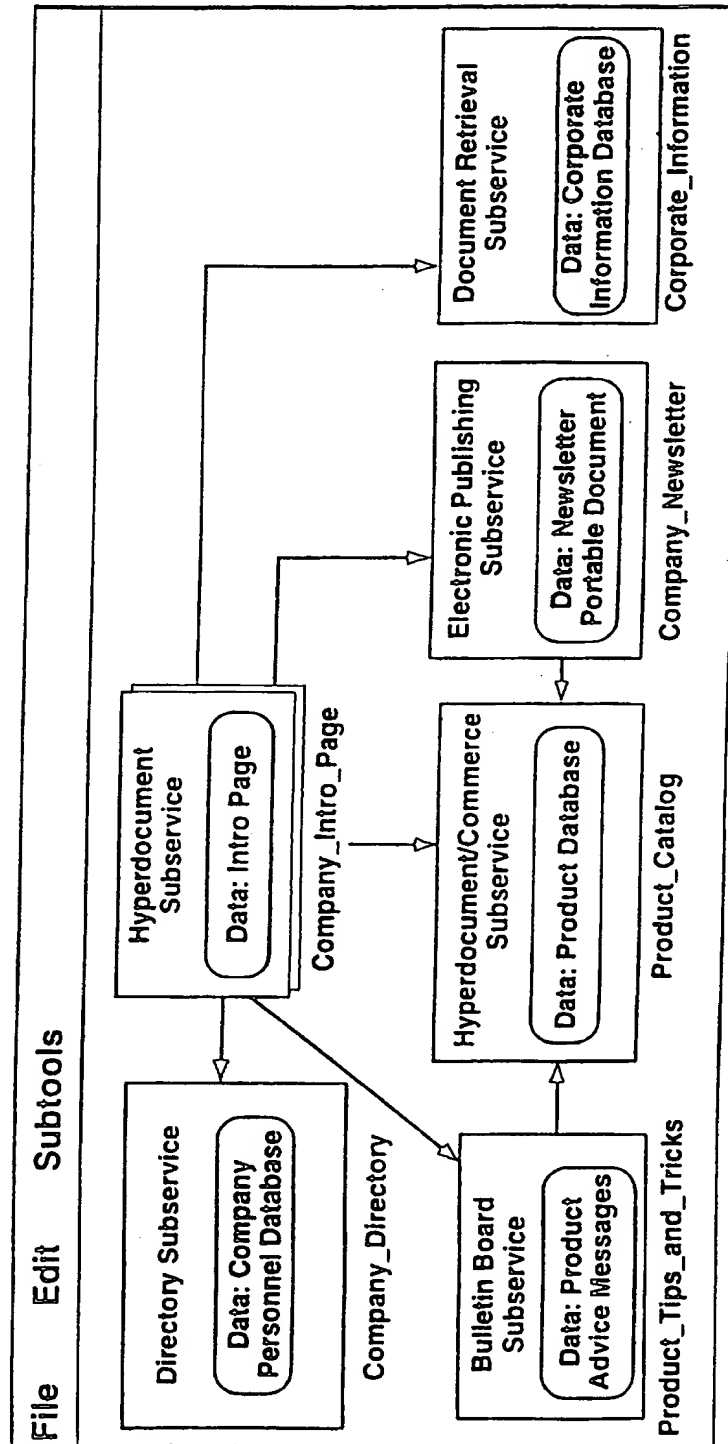 File Edit Subtools
Directory Subservice
Data: Company
Personnel Database
Company_Directory
Hyperdocument
Subservice
Data: Intro Page
Company_Intro_Page
Bulletin Board
Subservice
Data: Product
Advice Messages
Product_Tips_and_Tricks
Hyperdocument/Commerce
Subservice
Data: Product Database
Product_Catalog
Electronic Publishing
Subservice
Data: Newsletter
Portable Document
Company_Newsletter
Document Retrieval
Subservice
Data: Corporate
Information Database
Corporate_Information